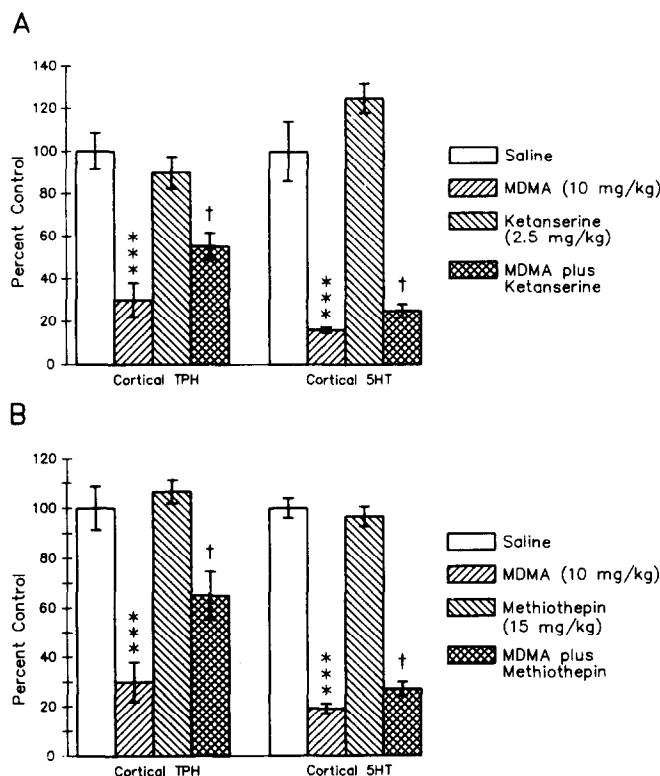 A
140
120
100
80
60
40
20
0
Percent Control
***
†
***
†
Cortical TPH
Cortical 5HT
Saline
MDMA (10 mg/kg)
Ketanserine
(2.5 mg/kg)
MDMA plus
Ketanserine
B
120
100
80
60
40
20
0
Percent Control
***
†
***
†
Cortical TPH
Cortical 5HT
Saline
MDMA (10 mg/kg)
Methiothepin
(15 mg/kg)
MDMA plus
Methiothepin